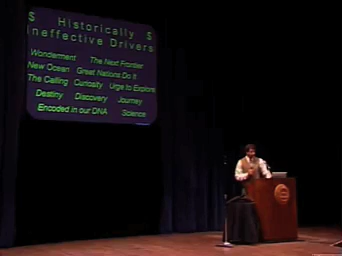 $ Historically $
Ineffective Drivers
Wonderment The Next Frontier
New Ocean Great Nations Do It
The Calling Curiosity Urge to Explore
Destiny Discovery Journey
Encoded in our DNA Science